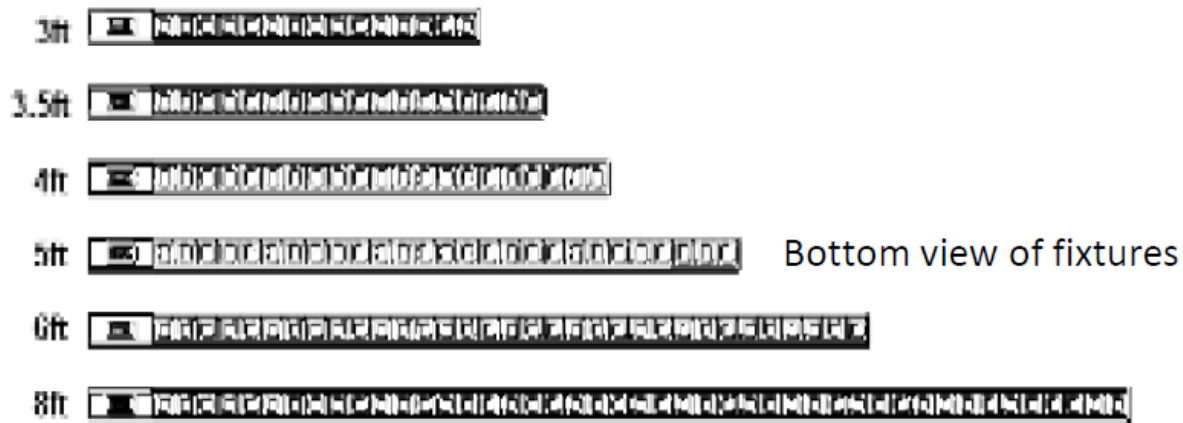 3ft
3.5ft
4ft
5ft
Bottom view of fixtures
6ft
8ft